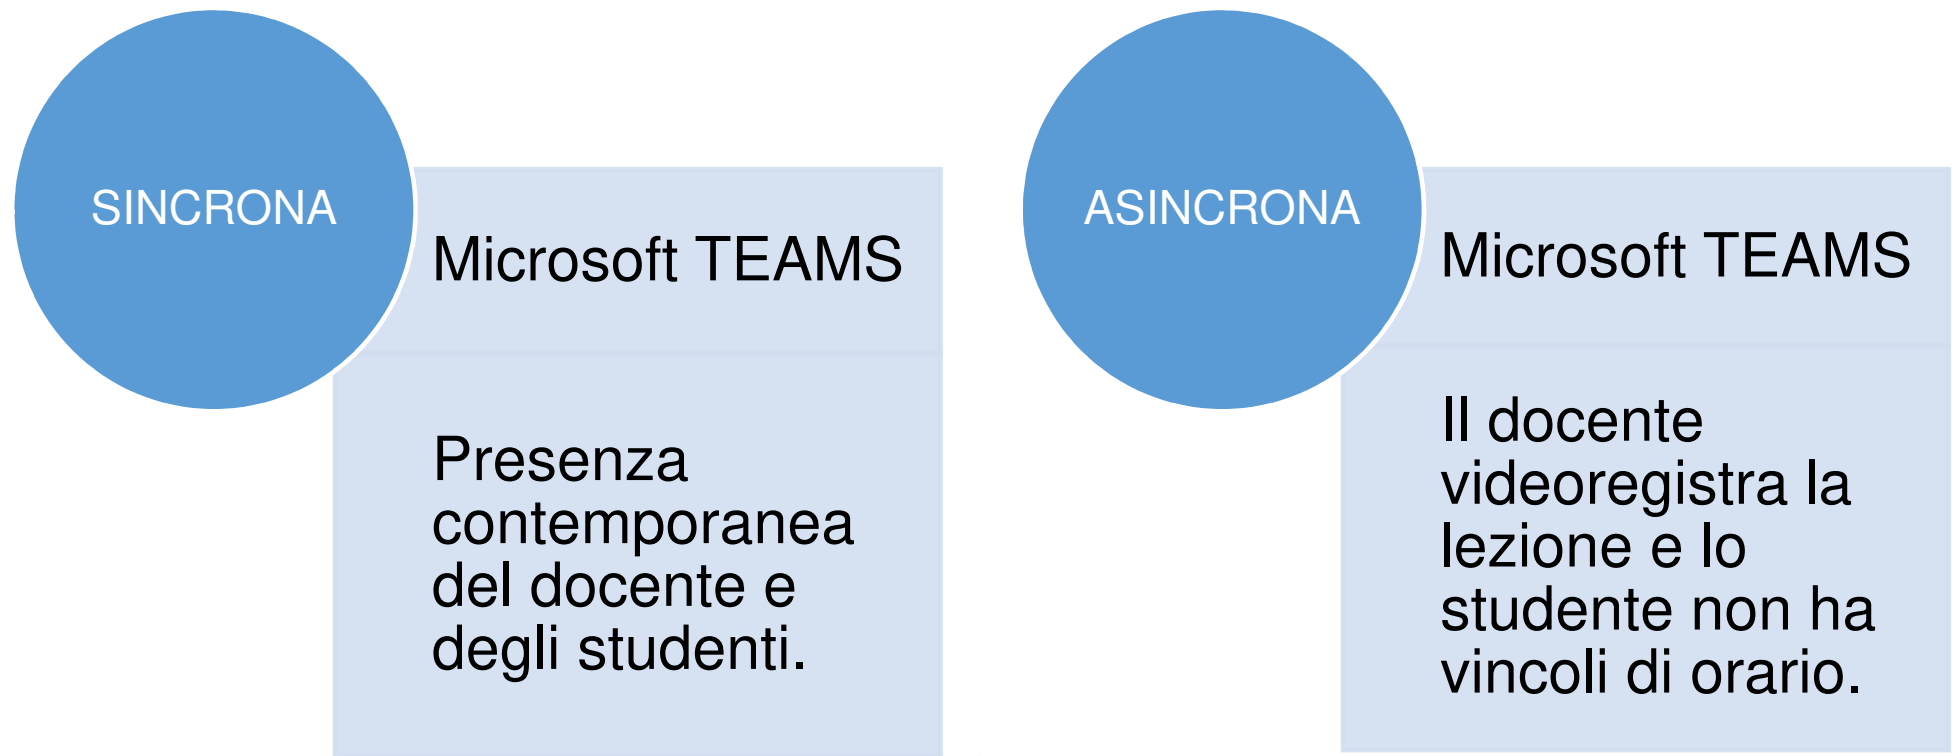 SINCRONA
Microsoft TEAMS
Presenza
contemporanea
del docente e
degli studenti.
ASINCRONA
Microsoft TEAMS
Il docente
videoregistra la
lezione e lo
studente non ha
vincoli di orario.